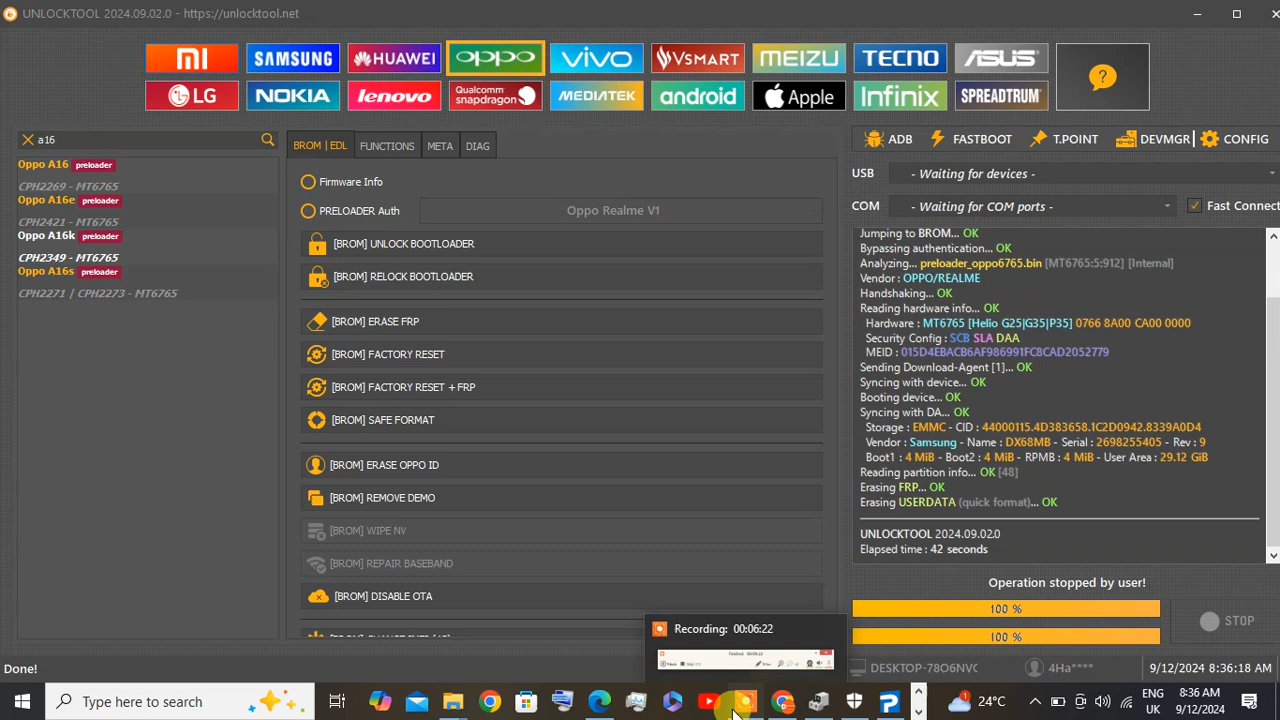 UNLOCKTOOL 2024.09.02.0 - https://unlocktool.net
mi SAMSUNG HUAWEI oppo vivo VSMART MEIZU TECNO ASUS ?
LG NOKIA lenovo Qualcomm snapdragon MEDIATEK android Apple Infinix SPREADTRUM
a16
Oppo A16 preloader
CPH2269 - MT6765
Oppo A16e preloader
CPH2421 - MT6765
Oppo A16k preloader
CPH2349 - MT6765
Oppo A16s preloader
CPH2271 | CPH2273 - MT6765
BROM | EDL FUNCTIONS META DIAG
Firmware Info
PRELOADER Auth Oppo Realme V1
[BROM] UNLOCK BOOTLOADER
[BROM] RELOCK BOOTLOADER
[BROM] ERASE FRP
[BROM] FACTORY RESET
[BROM] FACTORY RESET + FRP
[BROM] SAFE FORMAT
[BROM] ERASE OPPO ID
[BROM] REMOVE DEMO
[BROM] WIPE NV
[BROM] REPAIR BASEBAND
[BROM] DISABLE OTA
ADB FASTBOOT T.POINT DEVMGR CONFIG
USB - Waiting for devices -
COM - Waiting for COM ports - Fast Connect
Jumping to BROM... OK
Bypassing authentication... OK
Analyzing... preloader_oppo6765.bin [MT6765:5:912] [Internal]
Vendor : OPPO/REALME
Handshaking... OK
Reading hardware info... OK
Hardware : MT6765 [Helio G25|G35|P35] 0766 8A00 CA00 0000
Security Config : SCB SLA DAA
MEID : 015D4EBACB6AF986991FC8CAD2052779
Sending Download-Agent [1]... OK
Syncing with device... OK
Booting device... OK
Syncing with DA... OK
Storage : EMMC - CID : 44000115.4D383658.1C2D0942.8339A0D4
Vendor : Samsung - Name : DX68MB - Serial : 2698255405 - Rev : 9
Boot1 : 4 MiB - Boot2 : 4 MiB - RPMB : 4 MiB - User Area : 29.12 GiB
Reading partition info... OK [48]
Erasing FRP... OK
Erasing USERDATA (quick format)... OK
UNLOCKTOOL 2024.09.02.0
Elapsed time : 42 seconds
Operation stopped by user!
100 %
100 %
STOP
Recording: 00:06:22
Done! DESKTOP-78O6NVC 4Ha**** 9/12/2024 8:36:18 AM
Type here to search 24°C ENG UK 8:36 AM 9/12/2024